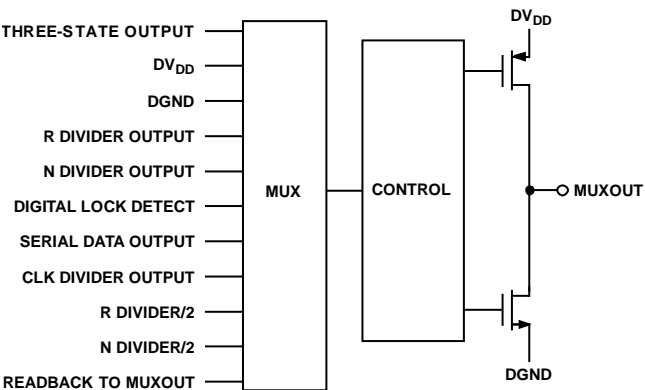 THREE-STATE OUTPUT
DVDD
DGND
R DIVIDER OUTPUT
N DIVIDER OUTPUT
DIGITAL LOCK DETECT
SERIAL DATA OUTPUT
CLK DIVIDER OUTPUT
R DIVIDER/2
N DIVIDER/2
READBACK TO MUXOUT
MUX
CONTROL
DVDD
MUXOUT
DGND